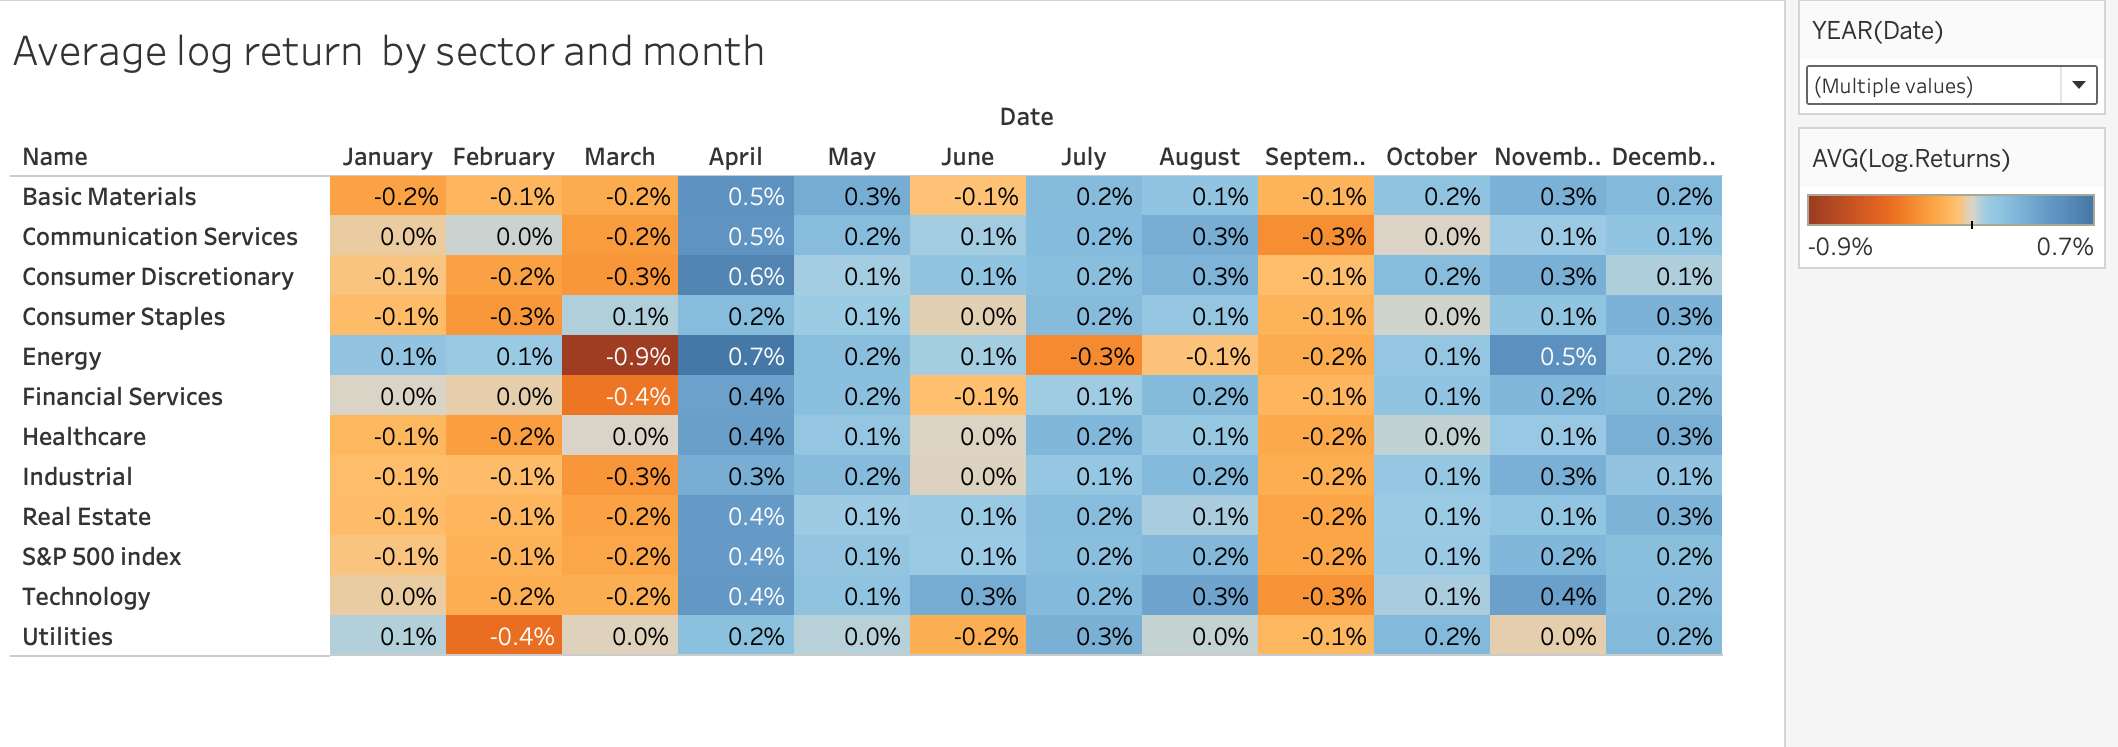 Average log return by sector and month
Date
Name January February March April May June July August Septem.. October Novemb.. Decemb..
Basic Materials -0.2% -0.1% -0.2% 0.5% 0.3% -0.1% 0.2% 0.1% -0.1% 0.2% 0.3% 0.2%
Communication Services 0.0% 0.0% -0.2% 0.5% 0.2% 0.1% 0.2% 0.3% -0.3% 0.0% 0.1% 0.1%
Consumer Discretionary -0.1% -0.2% -0.3% 0.6% 0.1% 0.1% 0.2% 0.3% -0.1% 0.2% 0.3% 0.1%
Consumer Staples -0.1% -0.3% 0.1% 0.2% 0.1% 0.0% 0.2% 0.1% -0.1% 0.0% 0.1% 0.3%
Energy 0.1% 0.1% -0.9% 0.7% 0.2% 0.1% -0.3% -0.1% -0.2% 0.1% 0.5% 0.2%
Financial Services 0.0% 0.0% -0.4% 0.4% 0.2% -0.1% 0.1% 0.2% -0.1% 0.1% 0.2% 0.2%
Healthcare -0.1% -0.2% 0.0% 0.4% 0.1% 0.0% 0.2% 0.1% -0.2% 0.0% 0.1% 0.3%
Industrial -0.1% -0.1% -0.3% 0.3% 0.2% 0.0% 0.1% 0.2% -0.2% 0.1% 0.3% 0.1%
Real Estate -0.1% -0.1% -0.2% 0.4% 0.1% 0.1% 0.2% 0.1% -0.2% 0.1% 0.1% 0.3%
S&P 500 index -0.1% -0.1% -0.2% 0.4% 0.1% 0.1% 0.2% 0.2% -0.2% 0.1% 0.2% 0.2%
Technology 0.0% -0.2% -0.2% 0.4% 0.1% 0.3% 0.2% 0.3% -0.3% 0.1% 0.4% 0.2%
Utilities 0.1% -0.4% 0.0% 0.2% 0.0% -0.2% 0.3% 0.0% -0.1% 0.2% 0.0% 0.2%
YEAR(Date)
(Multiple values)
AVG(Log.Returns)
-0.9% 0.7%